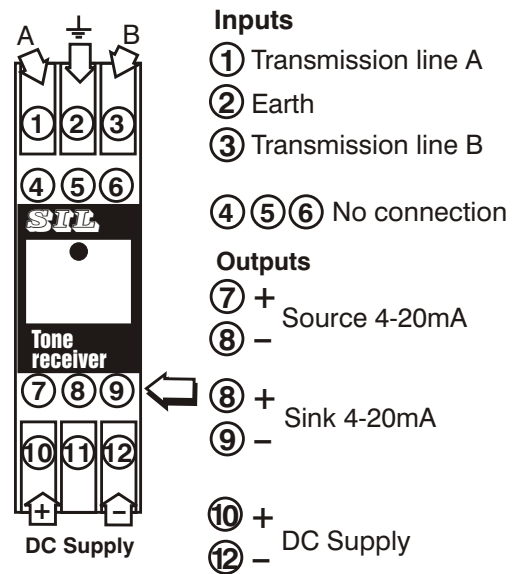 A B
1 2 3
4 5 6
SIL
Tone
receiver
7 8 9
10 11 12
+ −
DC Supply
Inputs
1 Transmission line A
2 Earth
3 Transmission line B
4 5 6 No connection
Outputs
7 +
8 −
Source 4-20mA
8 +
9 −
Sink 4-20mA
10 +
12 −
DC Supply